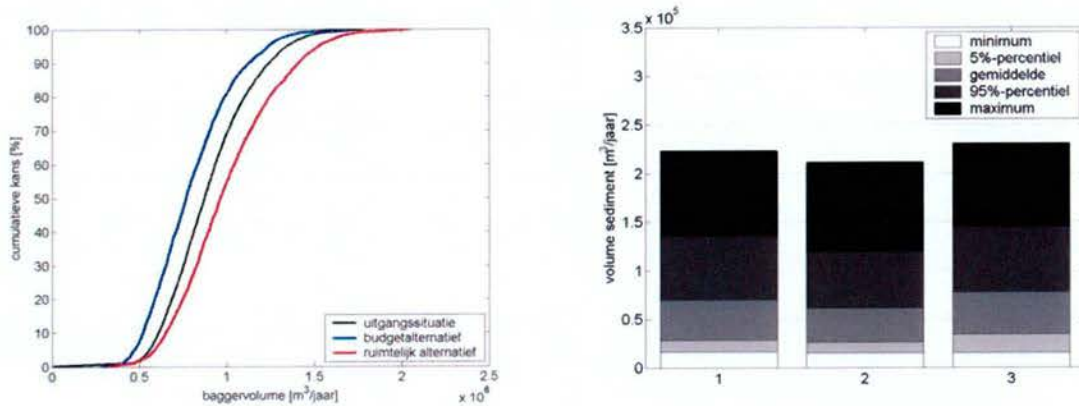 100
90
80
70
60
50
40
30
20
10
0
cumulatieve kans [%]
uitgangssituatie
budgetalternatief
ruimtelijk alternatief
0
0.5
1
1.5
2
2.5
baggervolume [m³/jaar]
x 10⁶
x 10⁵
3.5
3
2.5
2
1.5
1
0.5
0
volume sediment [m³/jaar]
minimum
5%-percentiel
gemiddelde
95%-percentiel
maximum
1
2
3